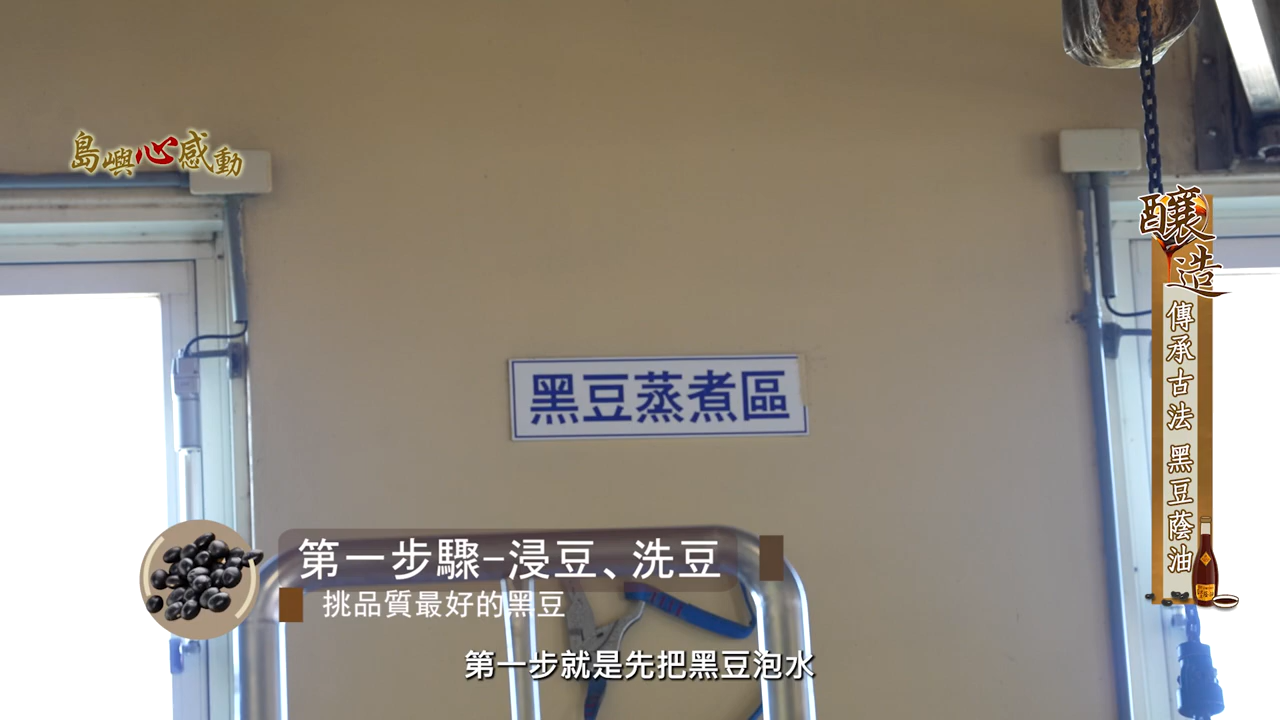 島嶼心感動
釀造
傳承古法 黑豆蔭油
黑豆蒸煮區
第一步驟-浸豆、洗豆
挑品質最好的黑豆
第一步就是先把黑豆泡水